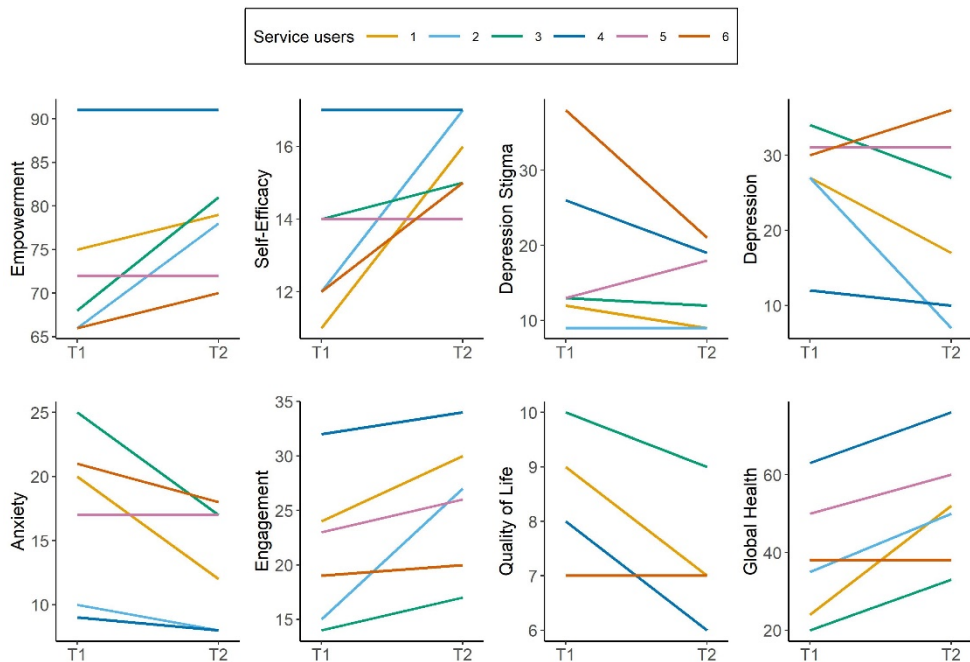 Service users 1 2 3 4 5 6
Empowerment
90
85
80
75
70
65
T1 T2
Self-Efficacy
16
14
12
T1 T2
Depression Stigma
30
20
10
T1 T2
Depression
30
20
10
T1 T2
Anxiety
25
20
15
10
T1 T2
Engagement
35
30
25
20
15
T1 T2
Quality of Life
10
9
8
7
6
T1 T2
Global Health
60
40
20
T1 T2